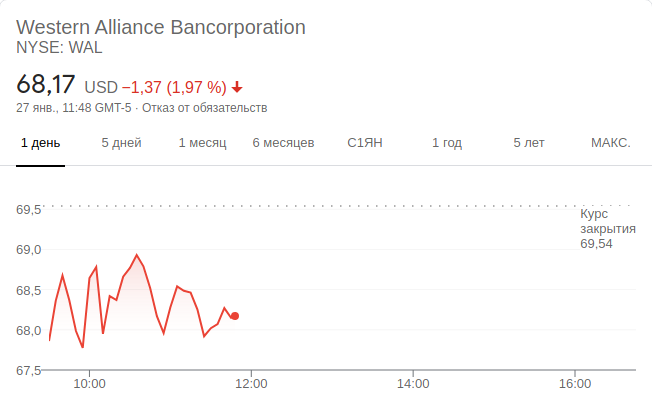 Western Alliance Bancorporation
NYSE: WAL
68,17 USD −1,37 (1,97 %)
27 янв., 11:48 GMT-5 · Отказ от обязательств
1 день 5 дней 1 месяц 6 месяцев С1ЯН 1 год 5 лет МАКС.
69,5
Курс
закрытия
69,54
69,0
68,5
68,0
67,5
10:00 12:00 14:00 16:00